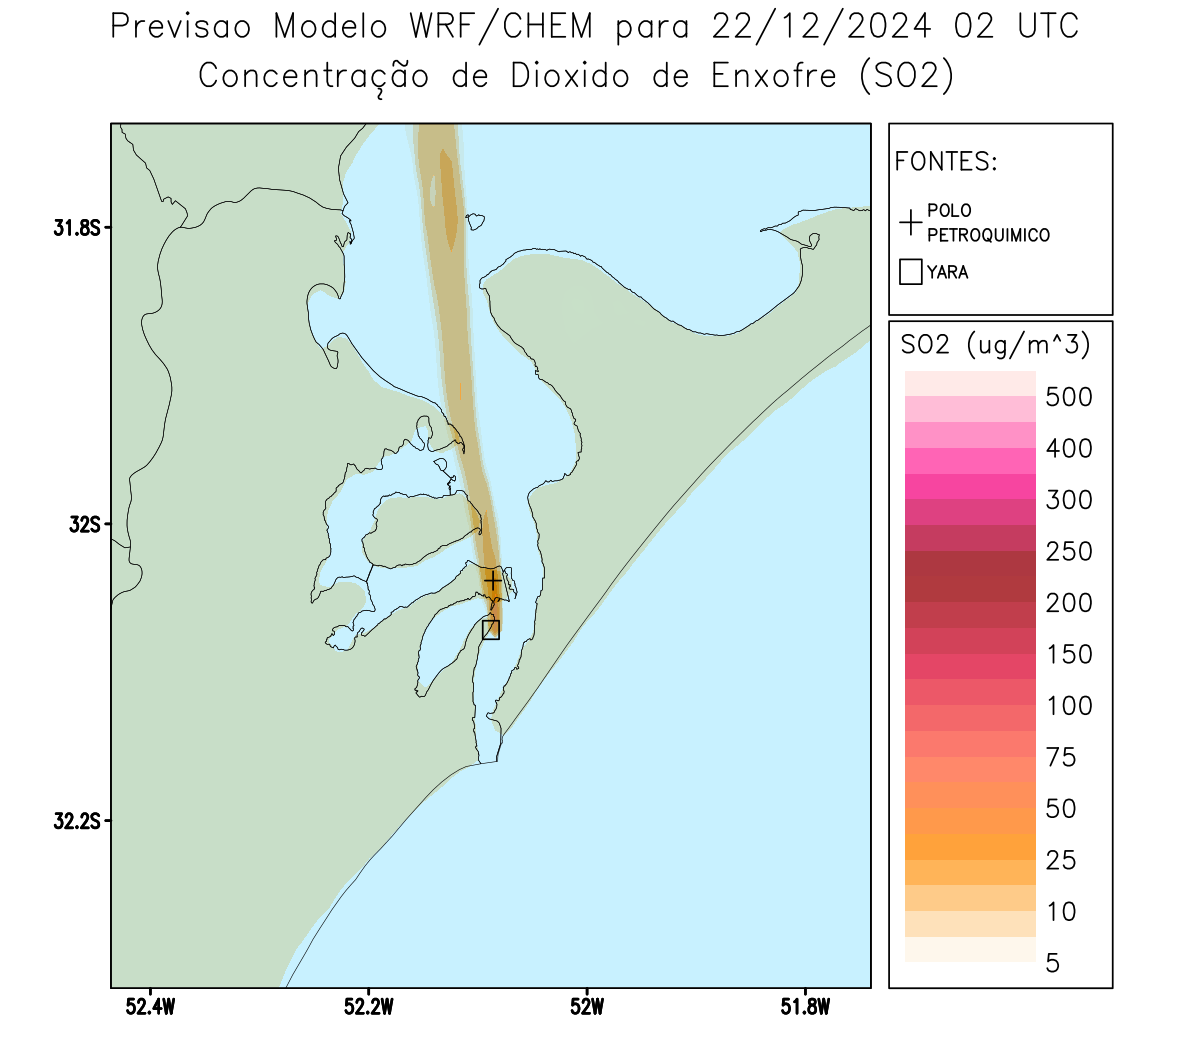 Previsao Modelo WRF/CHEM para 22/12/2024 02 UTC
Concentração de Dioxido de Enxofre (SO2)
FONTES:
POLO
PETROQUIMICO
YARA
SO2 (ug/m^3)
500
400
300
250
200
150
100
75
50
25
10
5
31.8S
32S
32.2S
52.4W
52.2W
52W
51.8W